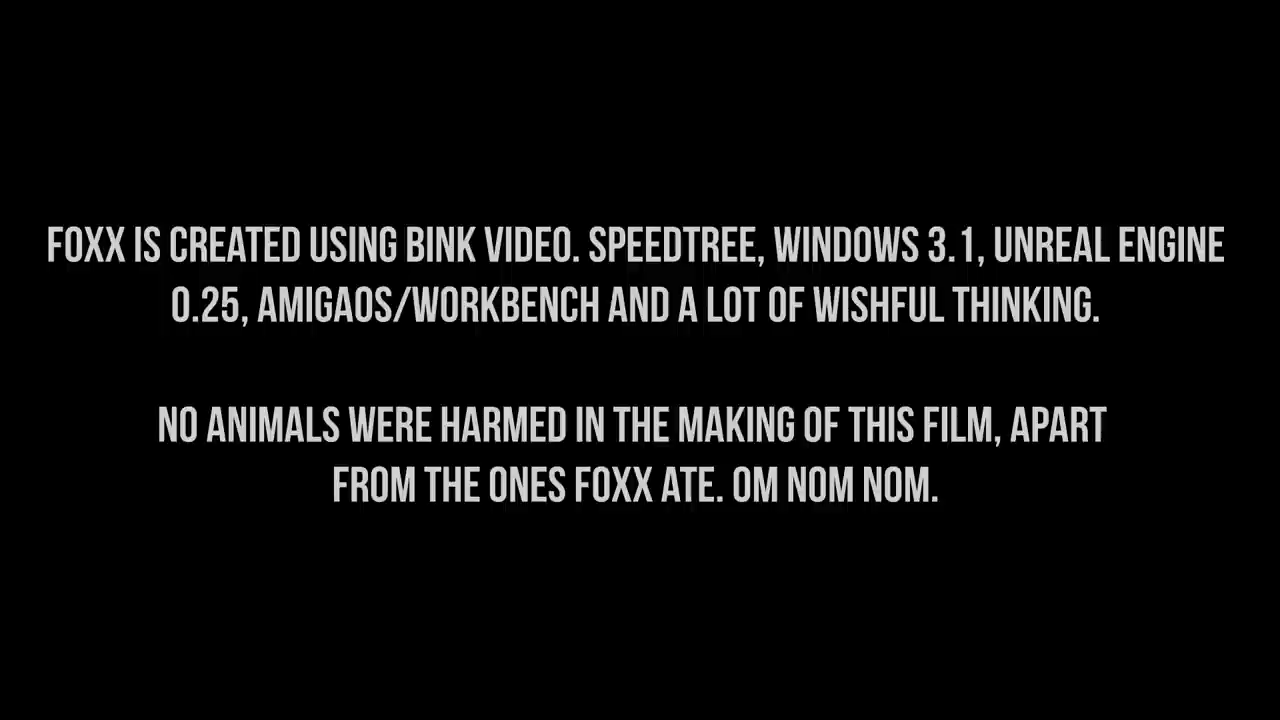 FOXX IS CREATED USING BINK VIDEO. SPEEDTREE, WINDOWS 3.1, UNREAL ENGINE
0.25, AMIGAOS/WORKBENCH AND A LOT OF WISHFUL THINKING.
NO ANIMALS WERE HARMED IN THE MAKING OF THIS FILM, APART
FROM THE ONES FOXX ATE. OM NOM NOM.